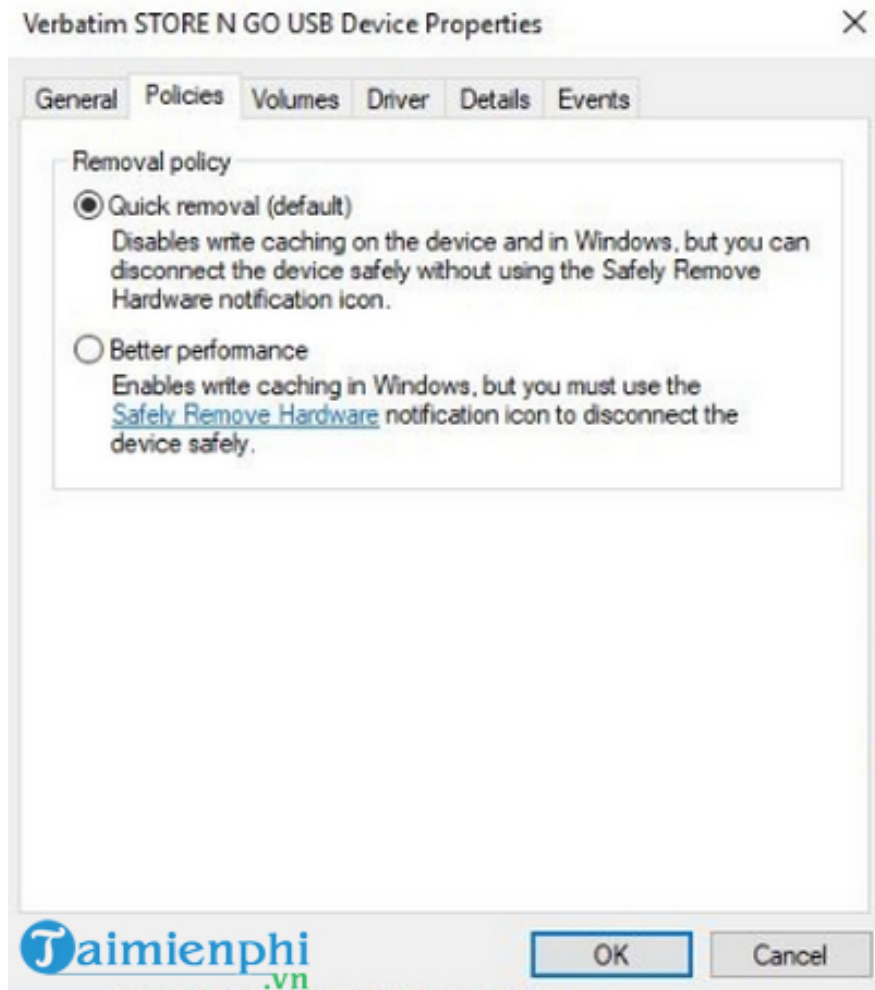 Verbatim STORE N GO USB Device Properties
General Policies Volumes Driver Details Events
Removal policy
Quick removal (default)
Disables write caching on the device and in Windows, but you can
disconnect the device safely without using the Safely Remove
Hardware notification icon.
Better performance
Enables write caching in Windows, but you must use the
Safely Remove Hardware notification icon to disconnect the
device safely.
Taimienphi
.vn
OK Cancel